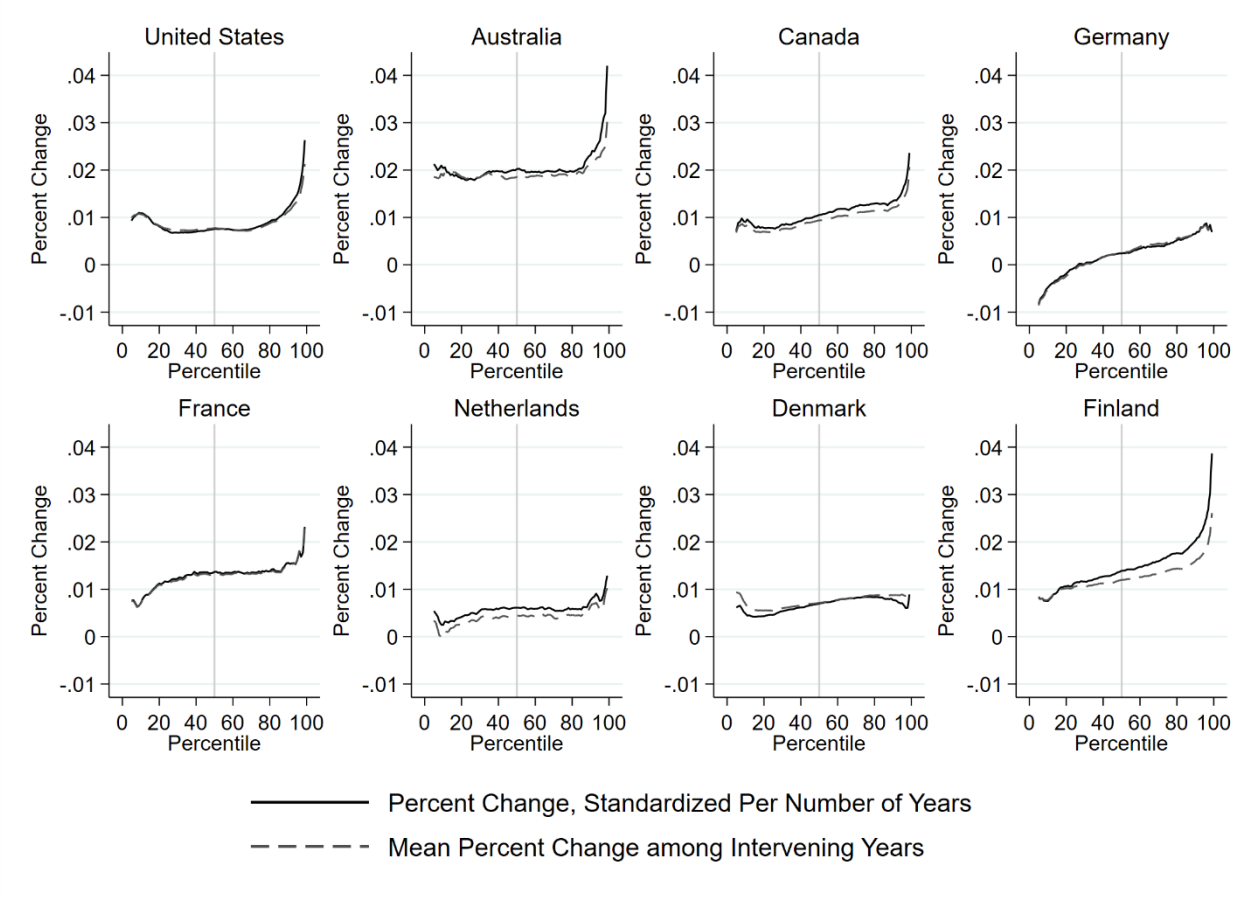 United States
Australia
Canada
Germany
.04
.03
.02
.01
0
-.01
Percent Change
0 20 40 60 80 100
Percentile
.04
.03
.02
.01
0
-.01
Percent Change
0 20 40 60 80 100
Percentile
.04
.03
.02
.01
0
-.01
Percent Change
0 20 40 60 80 100
Percentile
.04
.03
.02
.01
0
-.01
Percent Change
0 20 40 60 80 100
Percentile
France
Netherlands
Denmark
Finland
.04
.03
.02
.01
0
-.01
Percent Change
0 20 40 60 80 100
Percentile
.04
.03
.02
.01
0
-.01
Percent Change
0 20 40 60 80 100
Percentile
.04
.03
.02
.01
0
-.01
Percent Change
0 20 40 60 80 100
Percentile
.04
.03
.02
.01
0
-.01
Percent Change
0 20 40 60 80 100
Percentile
Percent Change, Standardized Per Number of Years
Mean Percent Change among Intervening Years